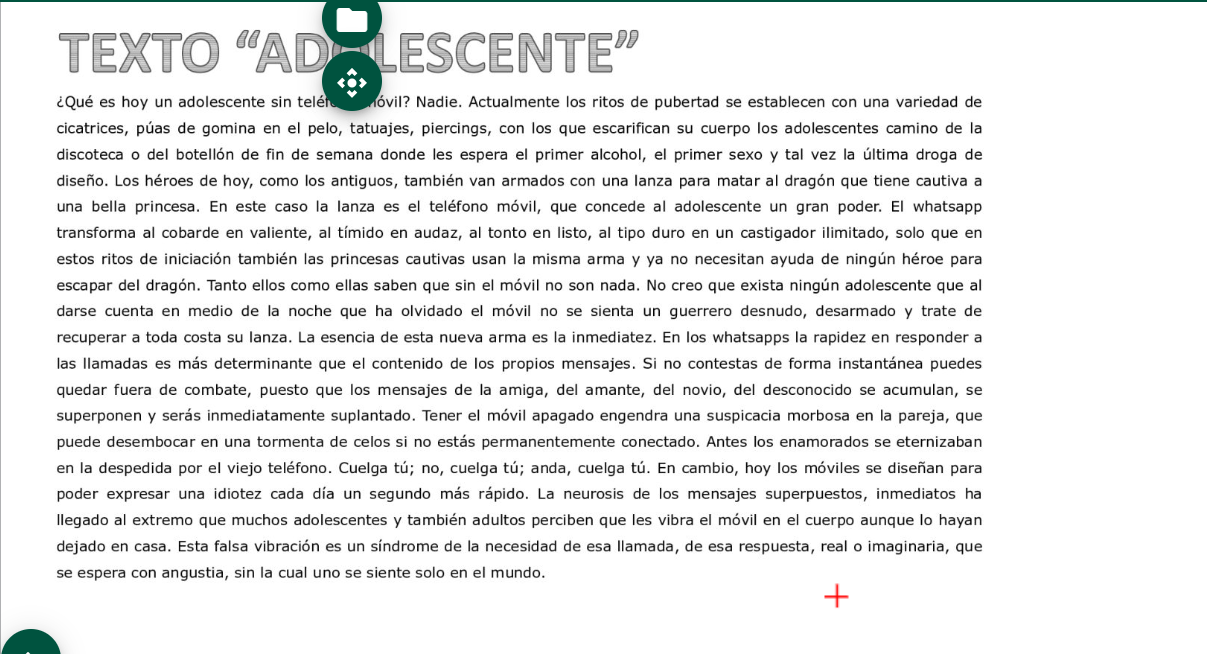 TEXTO “ADOLESCENTE”
¿Qué es hoy un adolescente sin teléfono móvil? Nadie. Actualmente los ritos de pubertad se establecen con una variedad de
cicatrices, púas de gomina en el pelo, tatuajes, piercings, con los que escarifican su cuerpo los adolescentes camino de la
discoteca o del botellón de fin de semana donde les espera el primer alcohol, el primer sexo y tal vez la última droga de
diseño. Los héroes de hoy, como los antiguos, también van armados con una lanza para matar al dragón que tiene cautiva a
una bella princesa. En este caso la lanza es el teléfono móvil, que concede al adolescente un gran poder. El whatsapp
transforma al cobarde en valiente, al tímido en audaz, al tonto en listo, al tipo duro en un castigador ilimitado, solo que en
estos ritos de iniciación también las princesas cautivas usan la misma arma y ya no necesitan ayuda de ningún héroe para
escapar del dragón. Tanto ellos como ellas saben que sin el móvil no son nada. No creo que exista ningún adolescente que al
darse cuenta en medio de la noche que ha olvidado el móvil no se sienta un guerrero desnudo, desarmado y trate de
recuperar a toda costa su lanza. La esencia de esta nueva arma es la inmediatez. En los whatsapps la rapidez en responder a
las llamadas es más determinante que el contenido de los propios mensajes. Si no contestas de forma instantánea puedes
quedar fuera de combate, puesto que los mensajes de la amiga, del amante, del novio, del desconocido se acumulan, se
superponen y serás inmediatamente suplantado. Tener el móvil apagado engendra una suspicacia morbosa en la pareja, que
puede desembocar en una tormenta de celos si no estás permanentemente conectado. Antes los enamorados se eternizaban
en la despedida por el viejo teléfono. Cuelga tú; no, cuelga tú; anda, cuelga tú. En cambio, hoy los móviles se diseñan para
poder expresar una idiotez cada día un segundo más rápido. La neurosis de los mensajes superpuestos, inmediatos ha
llegado al extremo que muchos adolescentes y también adultos perciben que les vibra el móvil en el cuerpo aunque lo hayan
dejado en casa. Esta falsa vibración es un síndrome de la necesidad de esa llamada, de esa respuesta, real o imaginaria, que
se espera con angustia, sin la cual uno se siente solo en el mundo.